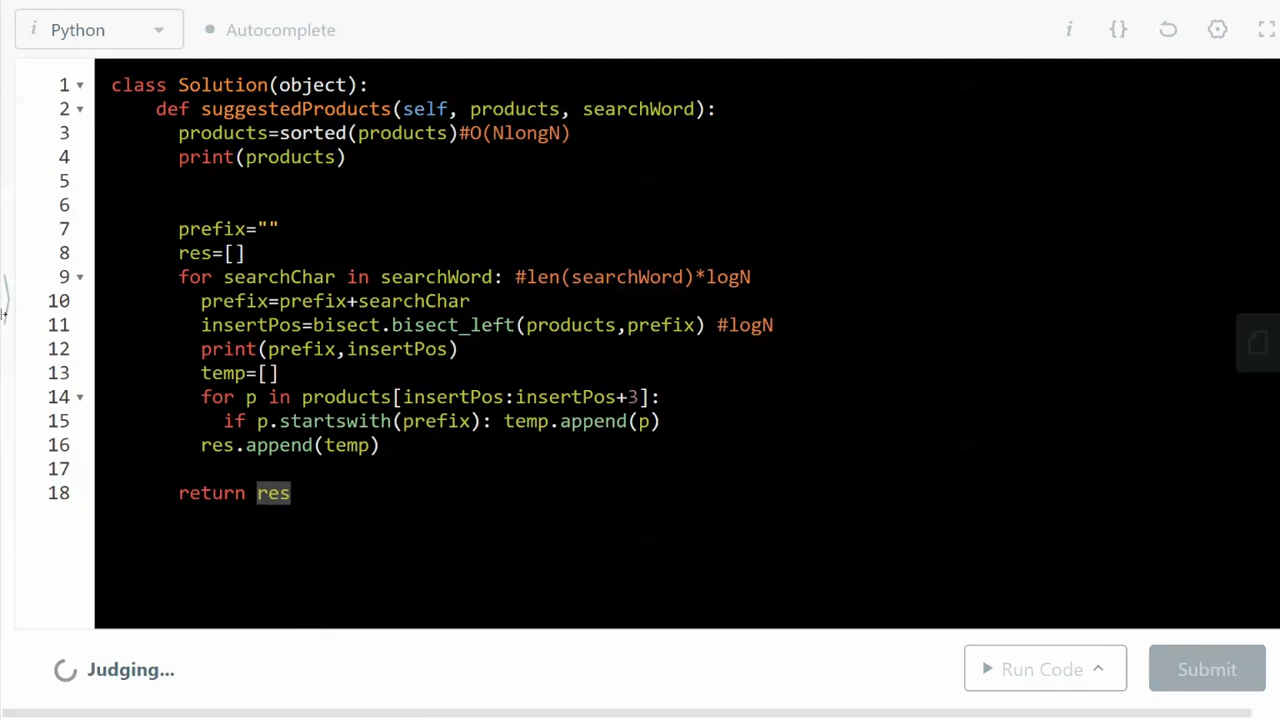 i Python
Autocomplete
i {}
1 class Solution(object):
2 def suggestedProducts(self, products, searchWord):
3 products=sorted(products)#O(NlongN)
4 print(products)
5
6
7 prefix=""
8 res=[]
9 for searchChar in searchWord: #len(searchWord)*logN
10 prefix=prefix+searchChar
11 insertPos=bisect.bisect_left(products,prefix) #logN
12 print(prefix,insertPos)
13 temp=[]
14 for p in products[insertPos:insertPos+3]:
15 if p.startswith(prefix): temp.append(p)
16 res.append(temp)
17
18 return res
Judging...
Run Code
Submit